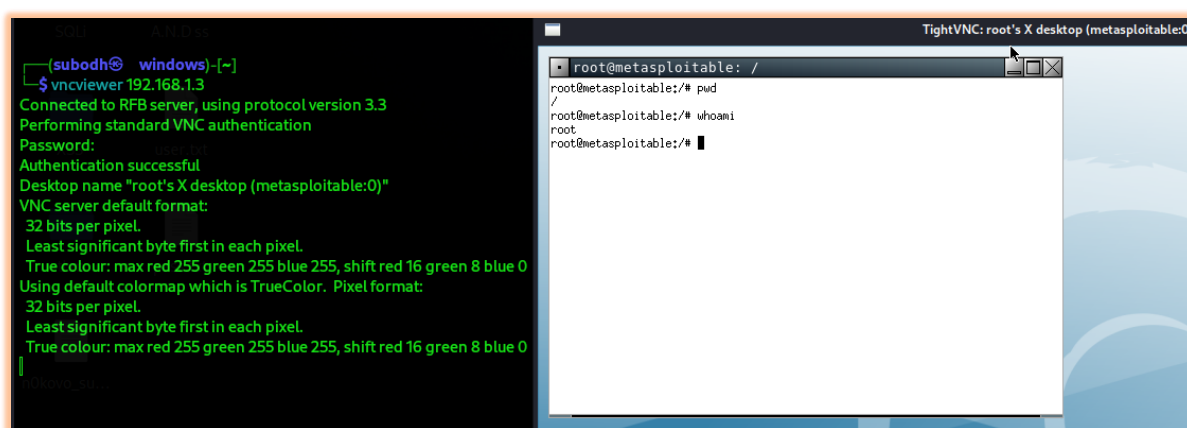 SQLi A.N.D ss
(subodh㉿ windows)-[~]
$ vncviewer 192.168.1.3
Connected to RFB server, using protocol version 3.3
Performing standard VNC authentication
Password:
user.txt
Authentication successful
Desktop name "root's X desktop (metasploitable:0)"
VNC server default format:
32 bits per pixel.
Least significant byte first in each pixel.
True colour: max red 255 green 255 blue 255, shift red 16 green 8 blue 0
Using default colormap which is TrueColor. Pixel format:
32 bits per pixel.
Least significant byte first in each pixel.
True colour: max red 255 green 255 blue 255, shift red 16 green 8 blue 0
n0kovo_su...
TightVNC: root's X desktop (metasploitable:0
root@metasploitable: /
root@metasploitable:/# pwd
/
root@metasploitable:/# whoami
root
root@metasploitable:/#